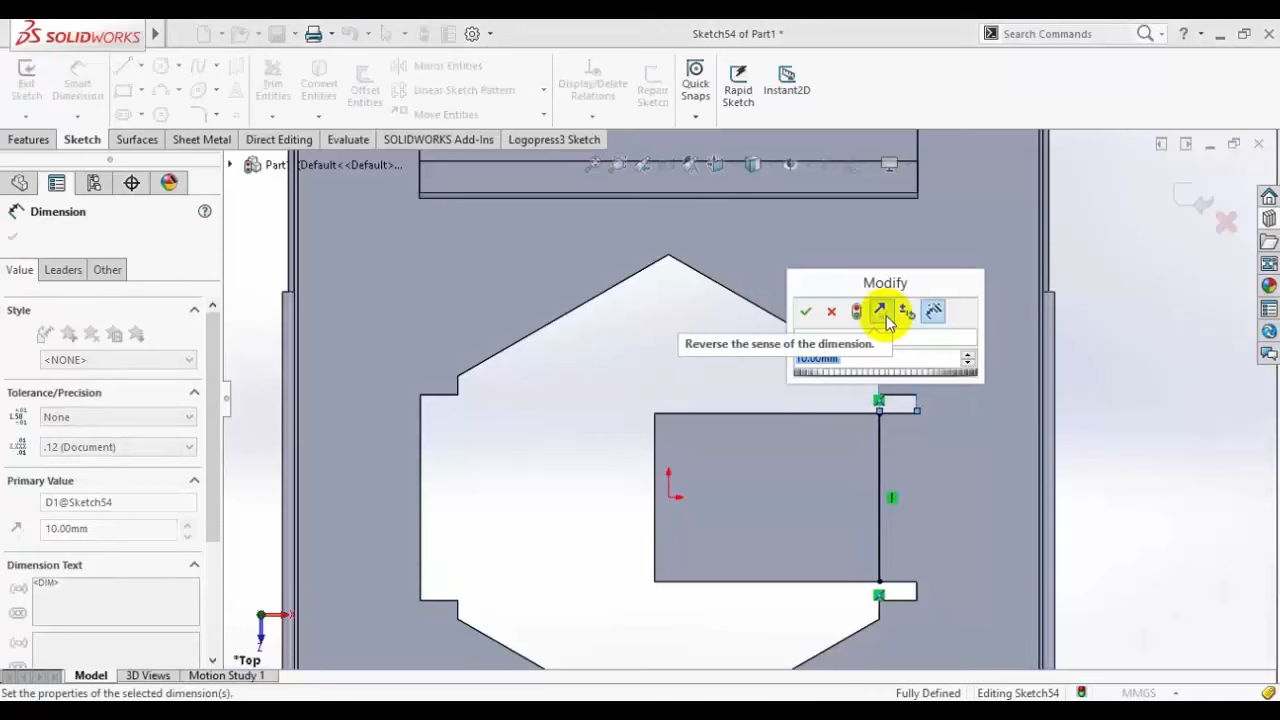 SOLIDWORKS
Sketch54 of Part1 *
Search Commands
?
Exit Sketch
Smart Dimension
Trim Entities
Convert Entities
Offset Entities
Mirror Entities
Linear Sketch Pattern
Move Entities
Display/Delete Relations
Repair Sketch
Quick Snaps
Rapid Sketch
Instant2D
Features
Sketch
Surfaces
Sheet Metal
Direct Editing
Evaluate
SOLIDWORKS Add-Ins
Logopress3 Sketch
(Default<<Default>...
Dimension
?
Value
Leaders
Other
Style
<NONE>
Tolerance/Precision
None
.12 (Document)
Primary Value
D1@Sketch54
10.00mm
Dimension Text
<DIM>
Modify
Reverse the sense of the dimension.
10.00mm
X
Z
*Top
Model
3D Views
Motion Study 1
Set the properties of the selected dimension(s).
Fully Defined
Editing Sketch54
MMGS